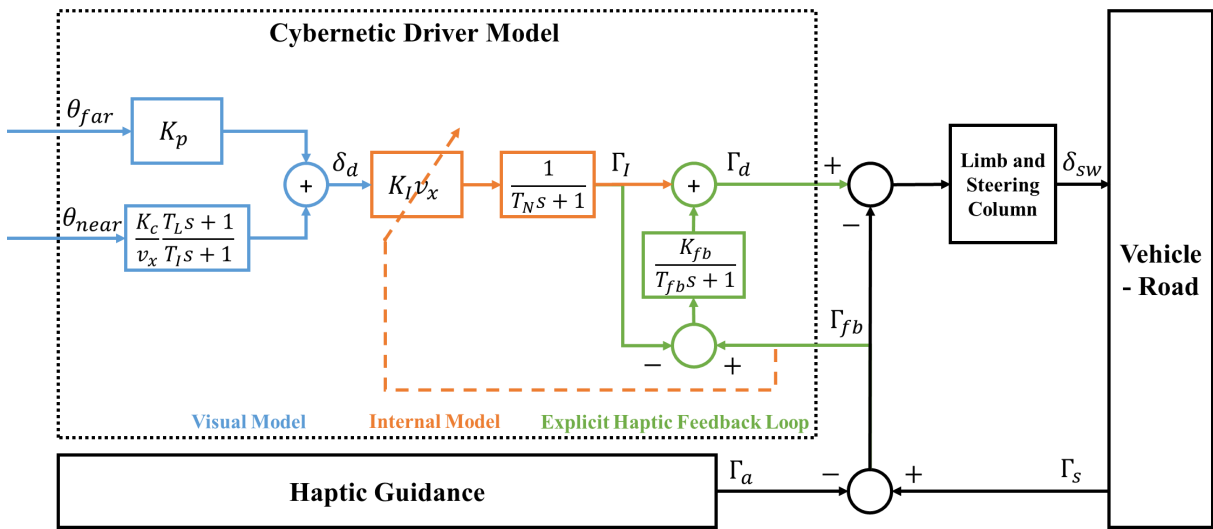 Cybernetic Driver Model
θ_far
K_p
θ_near
K_c/v_x (T_L s + 1)/(T_I s + 1)
+
δ_d
K_I v_x
1/(T_N s + 1)
Γ_I
+
Γ_d
K_fb/(T_fb s + 1)
−
+
Γ_fb
+
−
Limb and
Steering
Column
δ_sw
Vehicle
- Road
Visual Model
Internal Model
Explicit Haptic Feedback Loop
Haptic Guidance
Γ_a
−
+
Γ_s